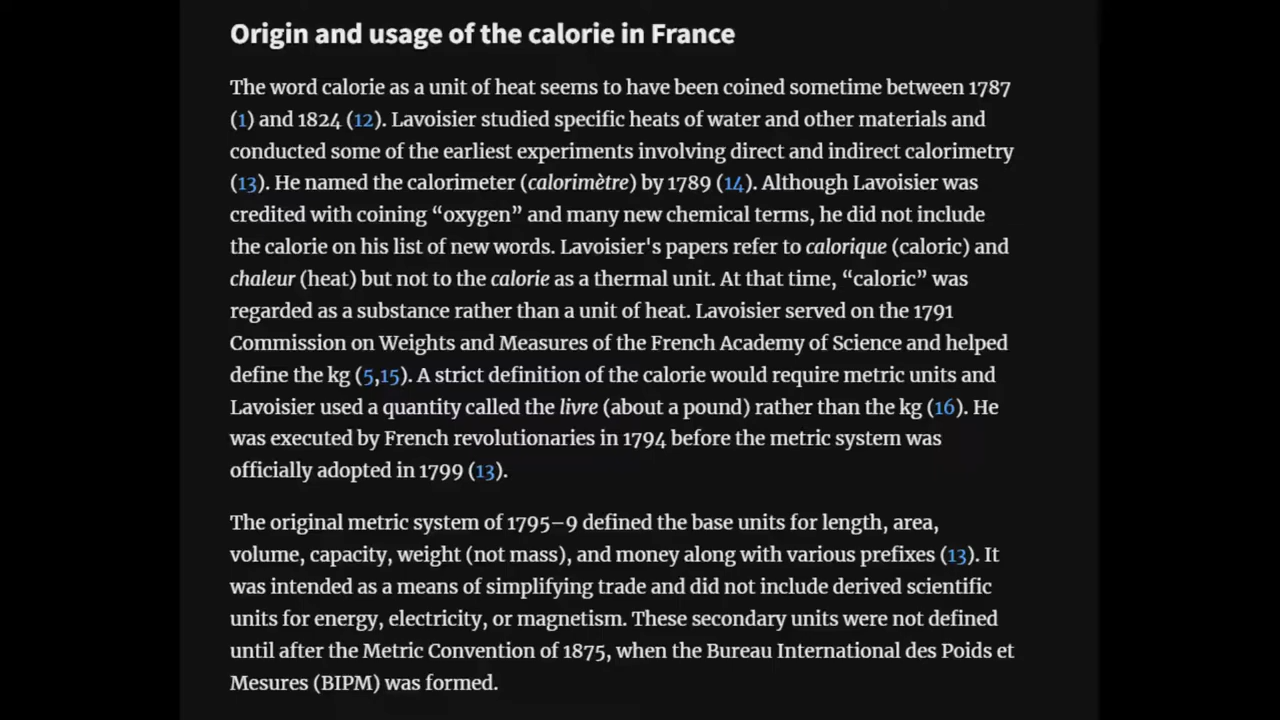 Origin and usage of the calorie in France
The word calorie as a unit of heat seems to have been coined sometime between 1787
(1) and 1824 (12). Lavoisier studied specific heats of water and other materials and
conducted some of the earliest experiments involving direct and indirect calorimetry
(13). He named the calorimeter (calorimètre) by 1789 (14). Although Lavoisier was
credited with coining “oxygen” and many new chemical terms, he did not include
the calorie on his list of new words. Lavoisier's papers refer to calorique (caloric) and
chaleur (heat) but not to the calorie as a thermal unit. At that time, “caloric” was
regarded as a substance rather than a unit of heat. Lavoisier served on the 1791
Commission on Weights and Measures of the French Academy of Science and helped
define the kg (5,15). A strict definition of the calorie would require metric units and
Lavoisier used a quantity called the livre (about a pound) rather than the kg (16). He
was executed by French revolutionaries in 1794 before the metric system was
officially adopted in 1799 (13).
The original metric system of 1795–9 defined the base units for length, area,
volume, capacity, weight (not mass), and money along with various prefixes (13). It
was intended as a means of simplifying trade and did not include derived scientific
units for energy, electricity, or magnetism. These secondary units were not defined
until after the Metric Convention of 1875, when the Bureau International des Poids et
Mesures (BIPM) was formed.